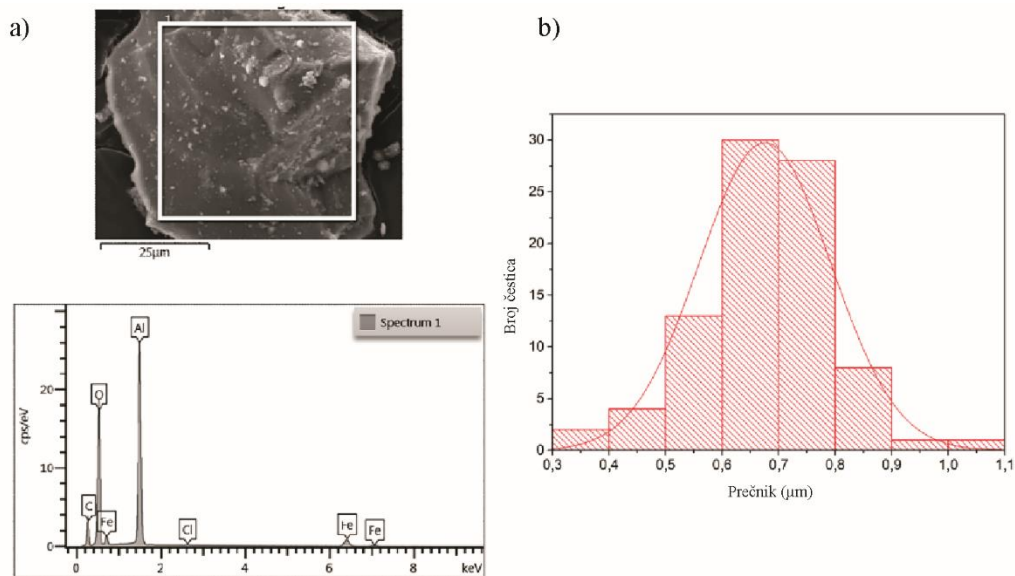 a)
1
25µm
Spectrum 1
cps/eV
20
10
0
C
O
Fe
Al
Cl
Fe
Fe
0 2 4 6 8 keV
b)
Broj čestica
30
25
20
15
10
5
0
0,3 0,4 0,5 0,6 0,7 0,8 0,9 1,0 1,1
Prečnik (µm)